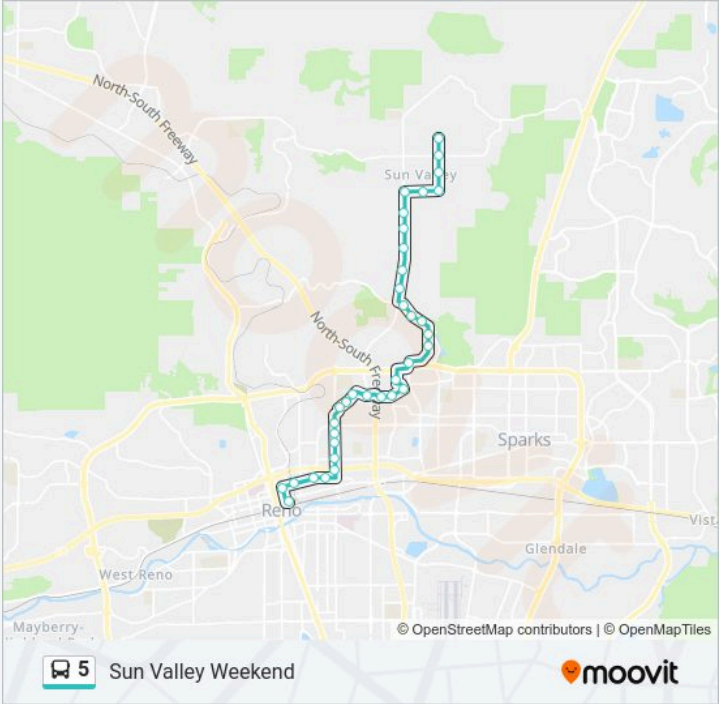 North-South Freeway
Sun Valley
North-South Freeway
Sparks
Reno
Vist
Glendale
West Reno
Mayberry-
© OpenStreetMap contributors | © OpenMapTiles
5 Sun Valley Weekend
moovit